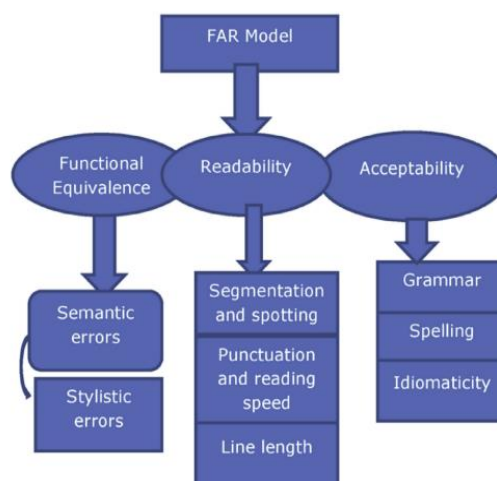 FAR Model
Functional
Equivalence
Readability
Acceptability
Semantic
errors
Stylistic
errors
Segmentation
and spotting
Punctuation
and reading
speed
Line length
Grammar
Spelling
Idiomaticity